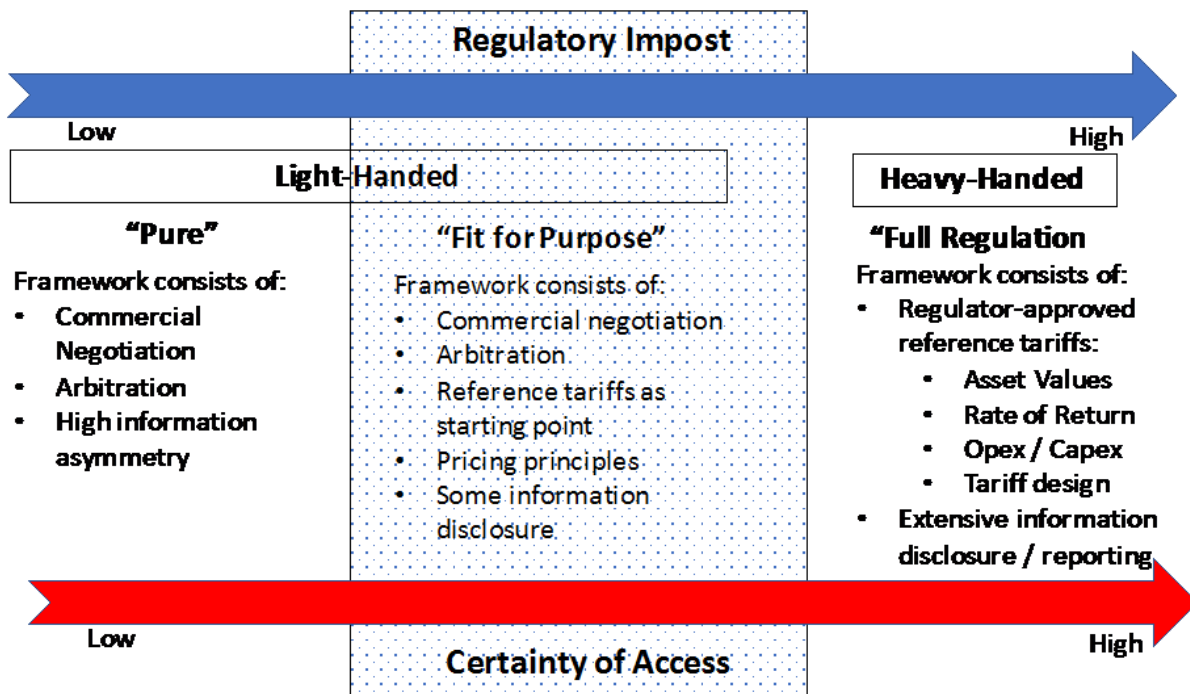 Regulatory Impost
Low
High
Light-Handed
Heavy-Handed
“Pure”
Framework consists of:
• Commercial
Negotiation
• Arbitration
• High information
asymmetry
“Fit for Purpose”
Framework consists of:
• Commercial negotiation
• Arbitration
• Reference tariffs as
starting point
• Pricing principles
• Some information
disclosure
“Full Regulation
Framework consists of:
• Regulator-approved
reference tariffs:
• Asset Values
• Rate of Return
• Opex / Capex
• Tariff design
• Extensive information
disclosure / reporting
Low
High
Certainty of Access